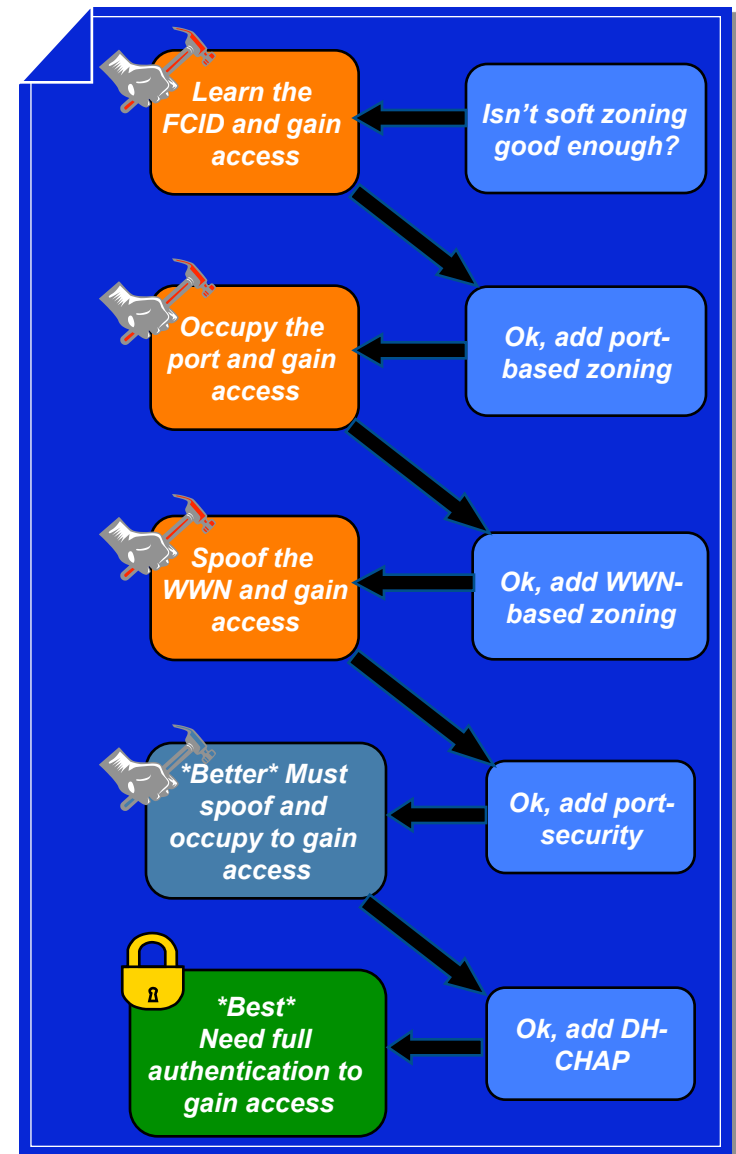 Isn’t soft zoning
good enough?
Learn the
FCID and gain
access
Ok, add port-
based zoning
Occupy the
port and gain
access
Ok, add WWN-
based zoning
Spoof the
WWN and gain
access
Ok, add port-
security
*Better* Must
spoof and
occupy to gain
access
Ok, add DH-
CHAP
*Best*
Need full
authentication to
gain access